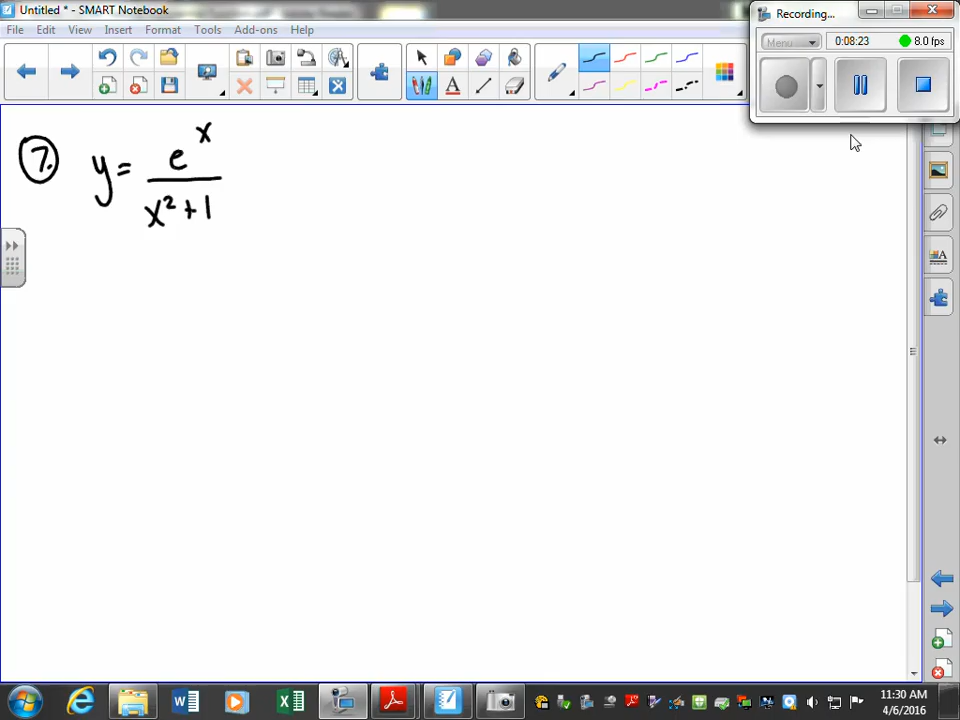 Untitled * - SMART Notebook
Recording...
File Edit View Insert Format Tools Add-ons Help
Menu 0:08:23 8.0 fps
7. y = e^x / x² + 1
11:30 AM
4/6/2016